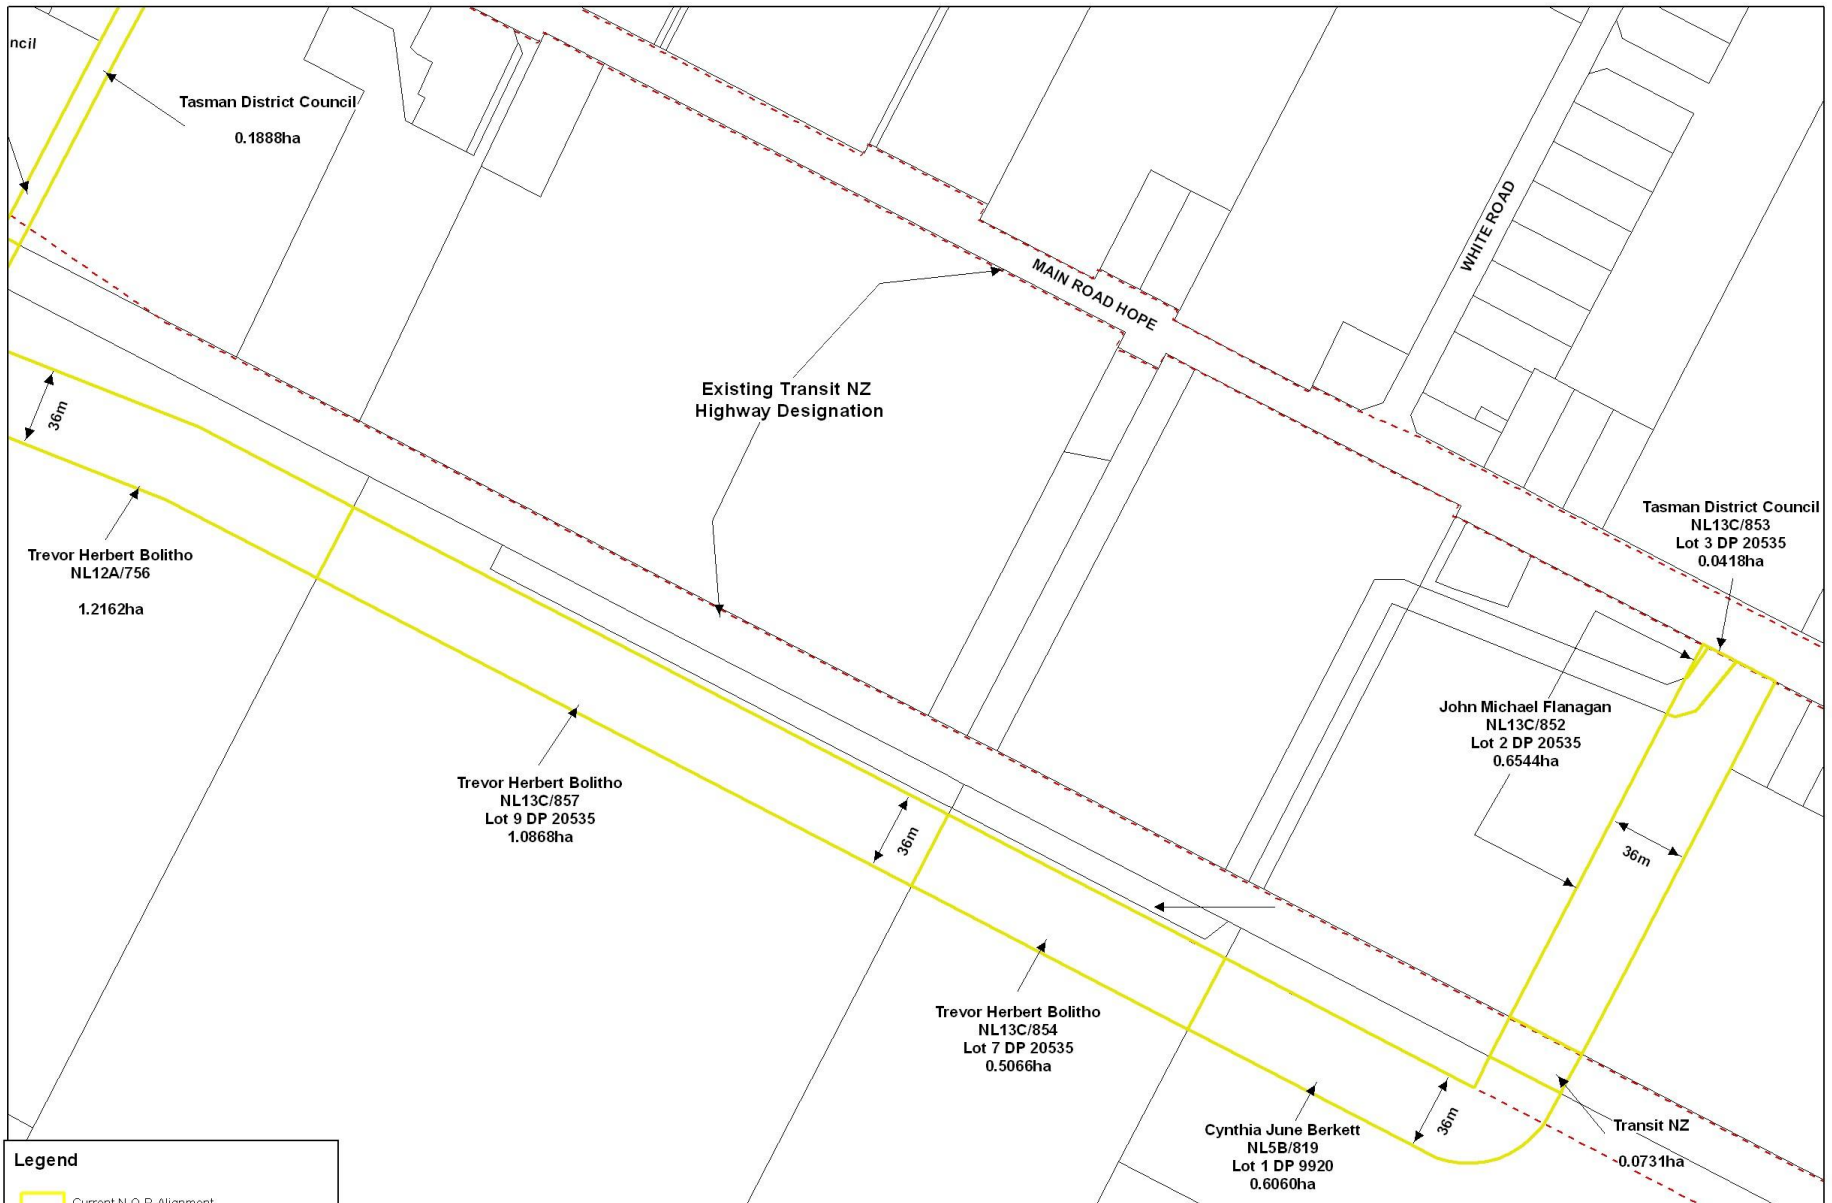 ncil
Tasman District Council
0.1888ha
MAIN ROAD HOPE
WHITE ROAD
Existing Transit NZ
Highway Designation
36m
Trevor Herbert Bolitho
NL12A/756
1.2162ha
Tasman District Council
NL13C/853
Lot 3 DP 20535
0.0418ha
John Michael Flanagan
NL13C/852
Lot 2 DP 20535
0.6544ha
Trevor Herbert Bolitho
NL13C/857
Lot 9 DP 20535
1.0868ha
36m
36m
Trevor Herbert Bolitho
NL13C/854
Lot 7 DP 20535
0.5066ha
Cynthia June Berkett
NL5B/819
Lot 1 DP 9920
0.6060ha
36m
Transit NZ
0.0731ha
Legend
Current N.O.R Alignment